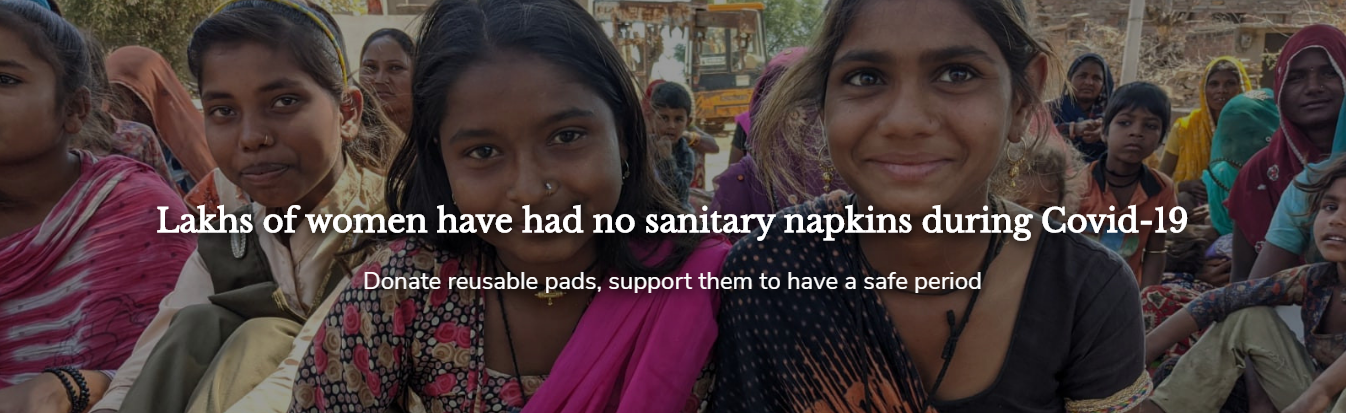 Lakhs of women have had no sanitary napkins during Covid-19
Donate reusable pads, support them to have a safe period